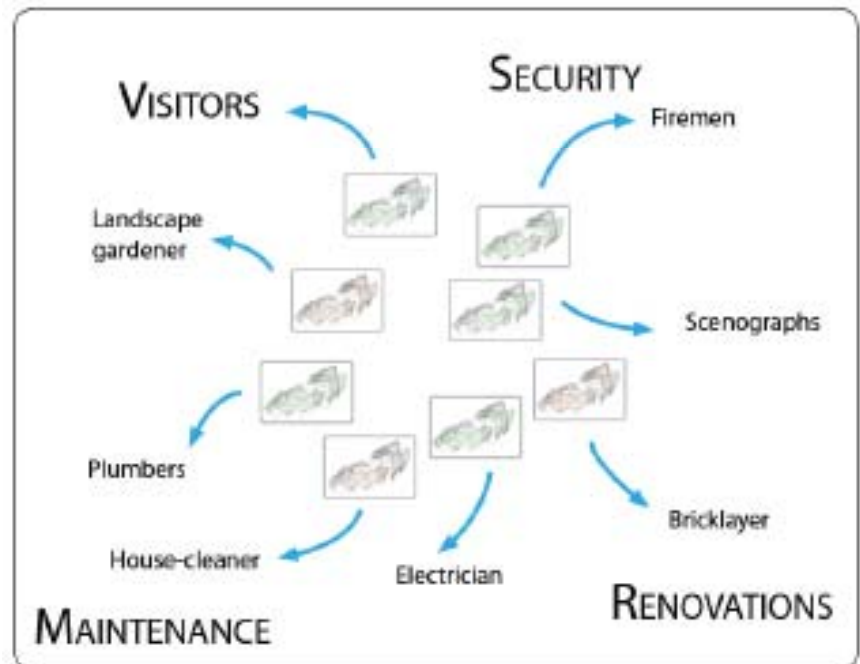 SECURITY
VISITORS
Firemen
Landscape
gardener
Scenographs
Plumbers
Bricklayer
House-cleaner
Electrician
RENOVATIONS
MAINTENANCE